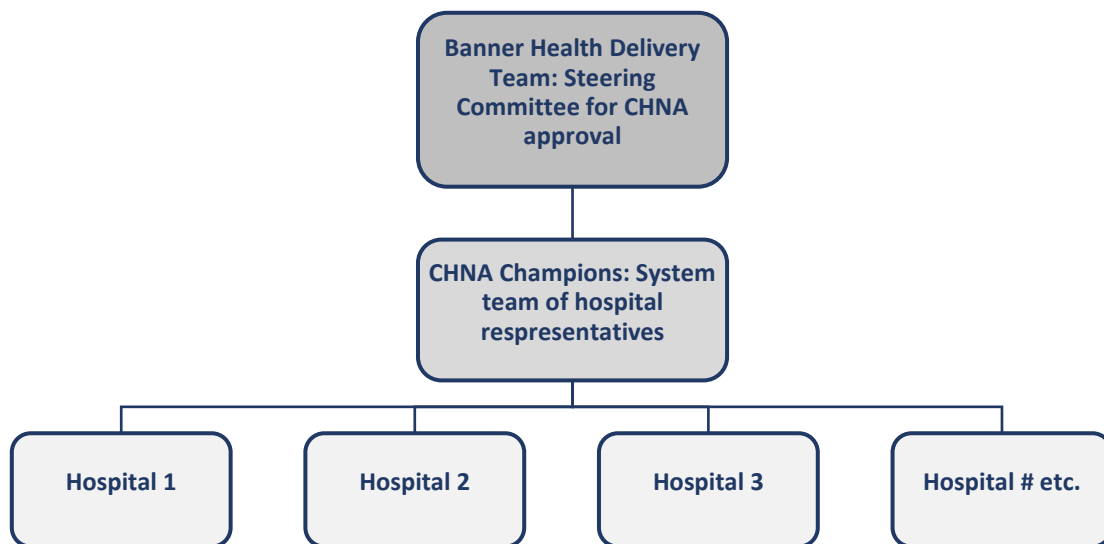 Banner Health Delivery
Team: Steering
Committee for CHNA
approval
CHNA Champions: System
team of hospital
respresentatives
Hospital 1
Hospital 2
Hospital 3
Hospital # etc.